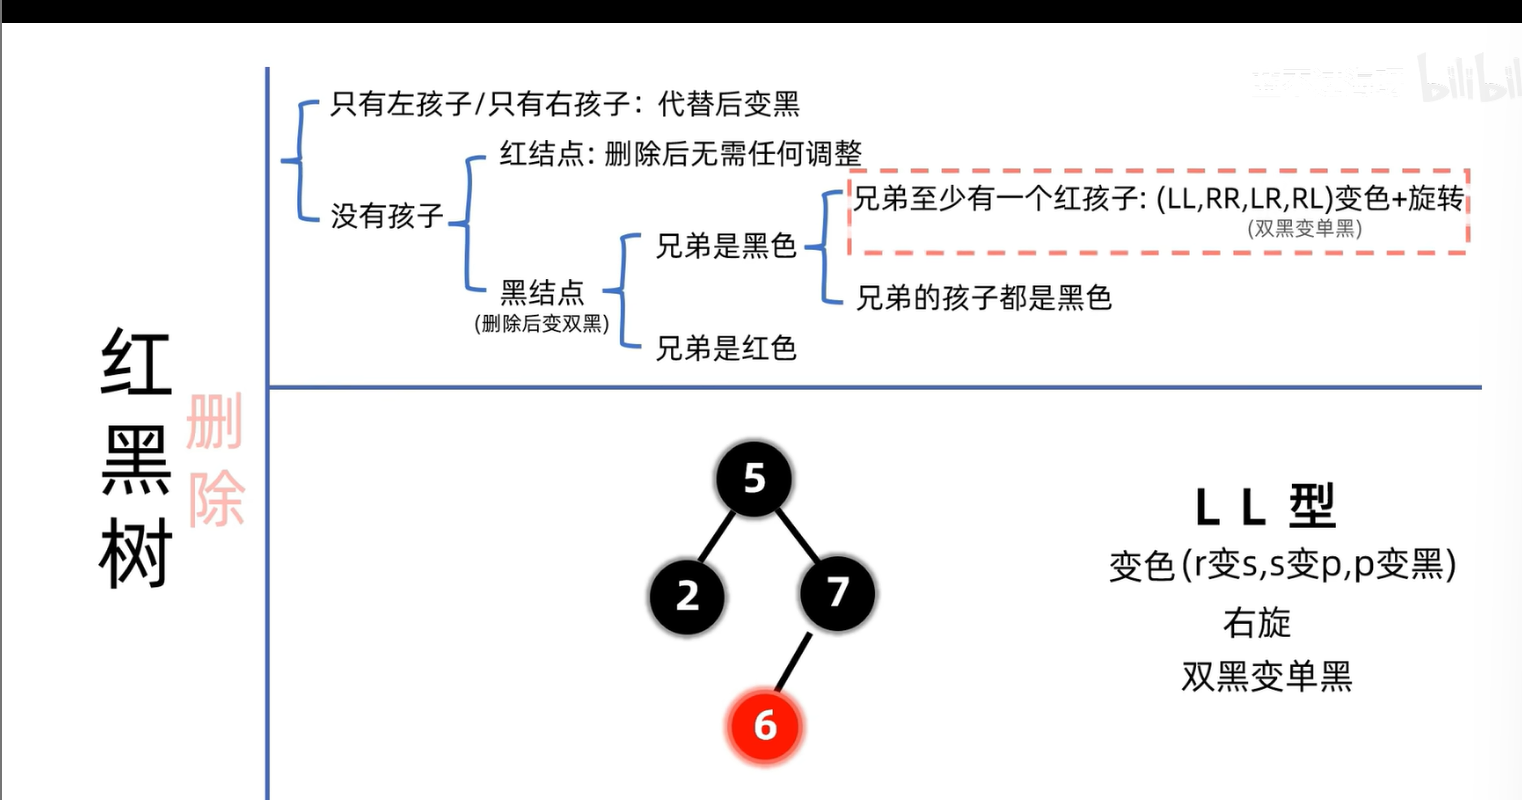 只有左孩子/只有右孩子：代替后变黑
红结点: 删除后无需任何调整
兄弟至少有一个红孩子: (LL,RR,LR,RL)变色+旋转
(双黑变单黑)
没有孩子
兄弟是黑色
黑结点
(删除后变双黑)
兄弟的孩子都是黑色
兄弟是红色
红黑树
删除
5
2
7
6
LL型
变色(r变s,s变p,p变黑)
右旋
双黑变单黑
bilibili